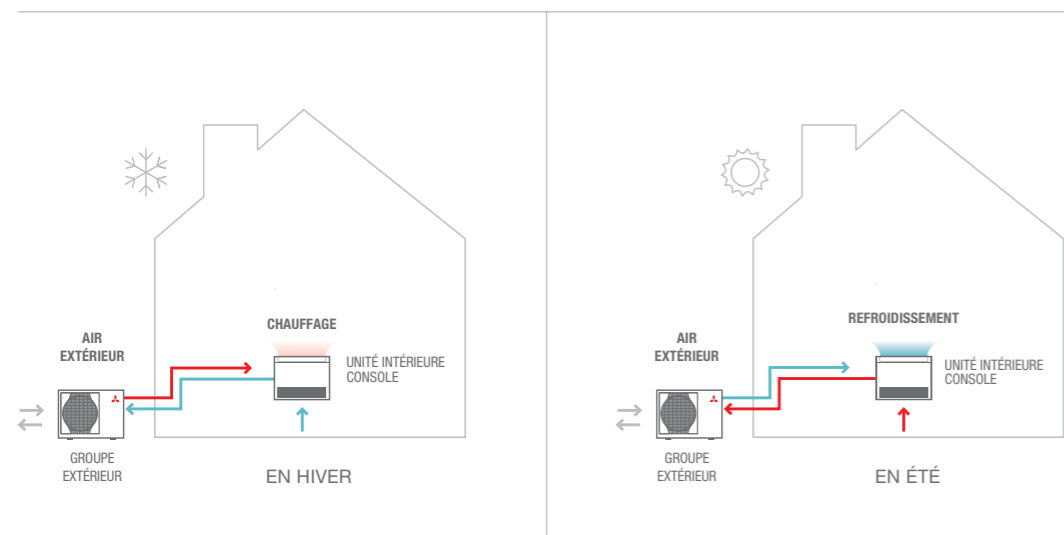 CHAUFFAGE
AIR
EXTÉRIEUR
UNITÉ INTÉRIEURE
CONSOLE
GROUPE
EXTÉRIEUR
EN HIVER
REFROIDISSEMENT
AIR
EXTÉRIEUR
UNITÉ INTÉRIEURE
CONSOLE
GROUPE
EXTÉRIEUR
EN ÉTÉ